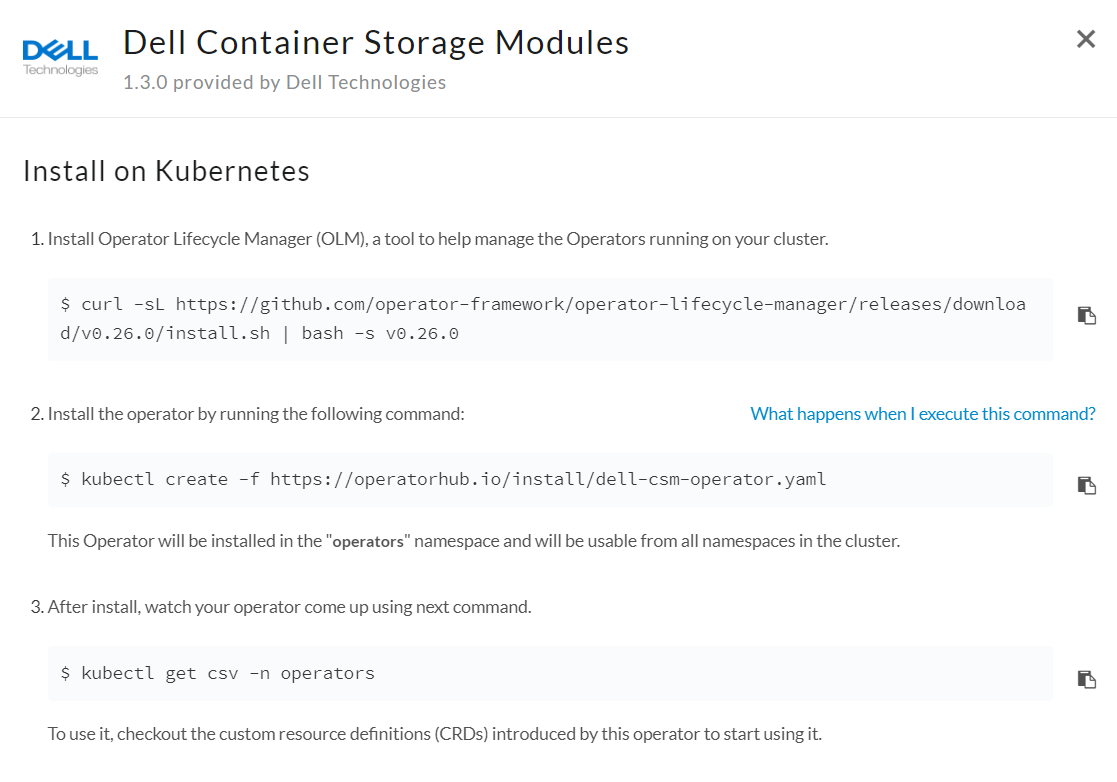 DELL
Technologies
Dell Container Storage Modules
1.3.0 provided by Dell Technologies
Install on Kubernetes
1. Install Operator Lifecycle Manager (OLM), a tool to help manage the Operators running on your cluster.
$ curl -sL https://github.com/operator-framework/operator-lifecycle-manager/releases/downloa
d/v0.26.0/install.sh | bash -s v0.26.0
2. Install the operator by running the following command:
What happens when I execute this command?
$ kubectl create -f https://operatorhub.io/install/dell-csm-operator.yaml
This Operator will be installed in the "operators" namespace and will be usable from all namespaces in the cluster.
3. After install, watch your operator come up using next command.
$ kubectl get csv -n operators
To use it, checkout the custom resource definitions (CRDs) introduced by this operator to start using it.